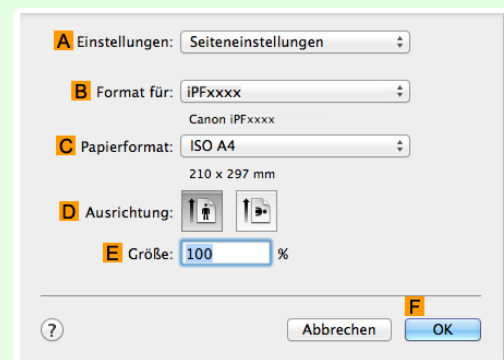 A Einstellungen: Seiteneinstellungen
B Format für: iPFxxxx
Canon iPFxxxx
C Papierformat: ISO A4
210 x 297 mm
D Ausrichtung:
E Größe: 100 %
F
? Abbrechen OK